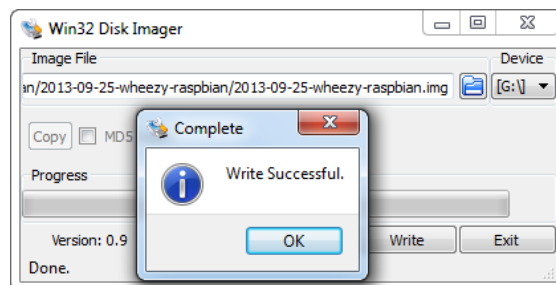 Win32 Disk Imager
Image File
Device
an/2013-09-25-wheezy-raspbian/2013-09-25-wheezy-raspbian.img
[G:\]
Copy
MD5
Complete
Write Successful.
OK
Progress
Version: 0.9
Write
Exit
Done.